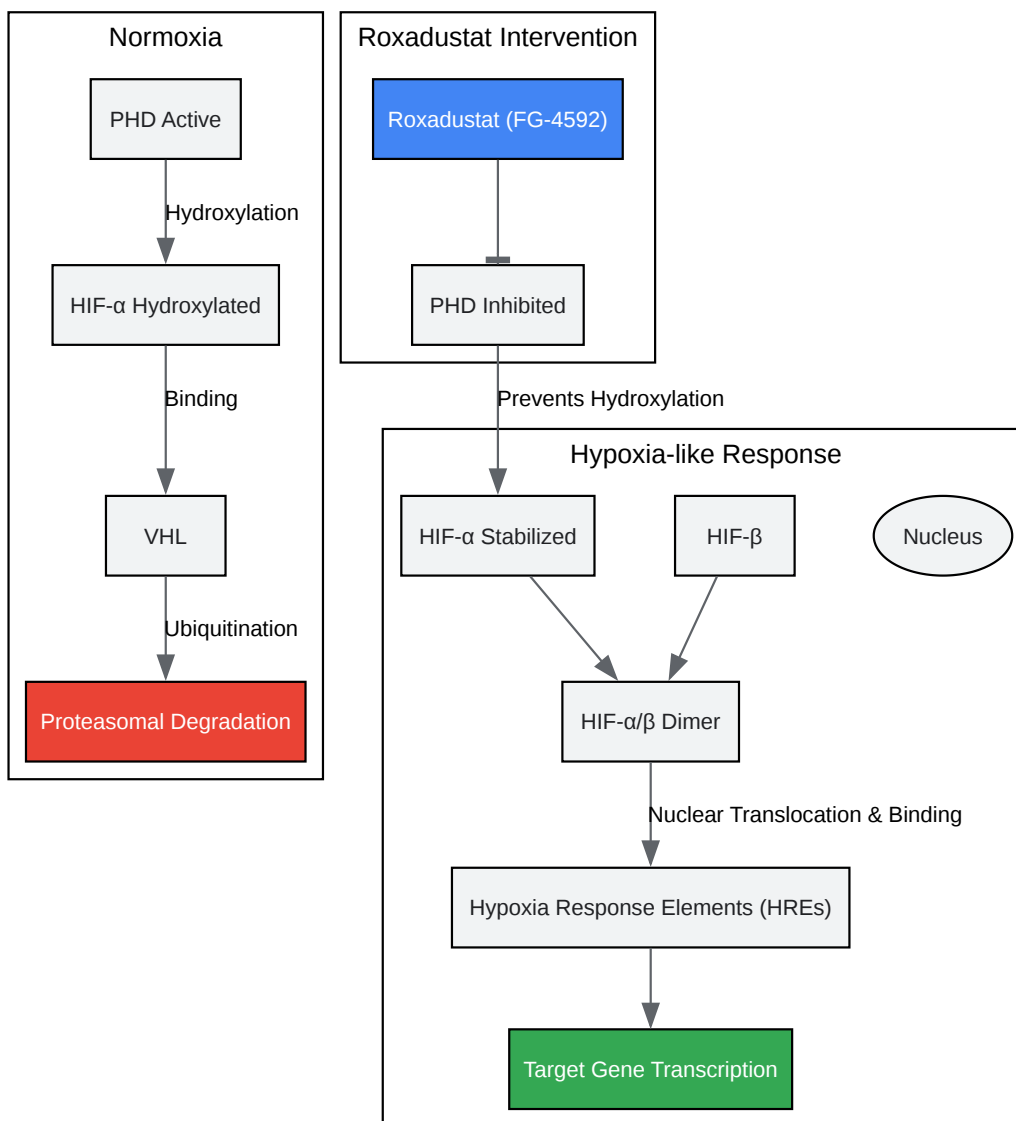 Normoxia
PHD Active
Hydroxylation
HIF-α Hydroxylated
Binding
VHL
Ubiquitination
Proteasomal Degradation
Roxadustat Intervention
Roxadustat (FG-4592)
PHD Inhibited
Prevents Hydroxylation
Hypoxia-like Response
HIF-α Stabilized
HIF-β
Nucleus
HIF-α/β Dimer
Nuclear Translocation & Binding
Hypoxia Response Elements (HREs)
Target Gene Transcription